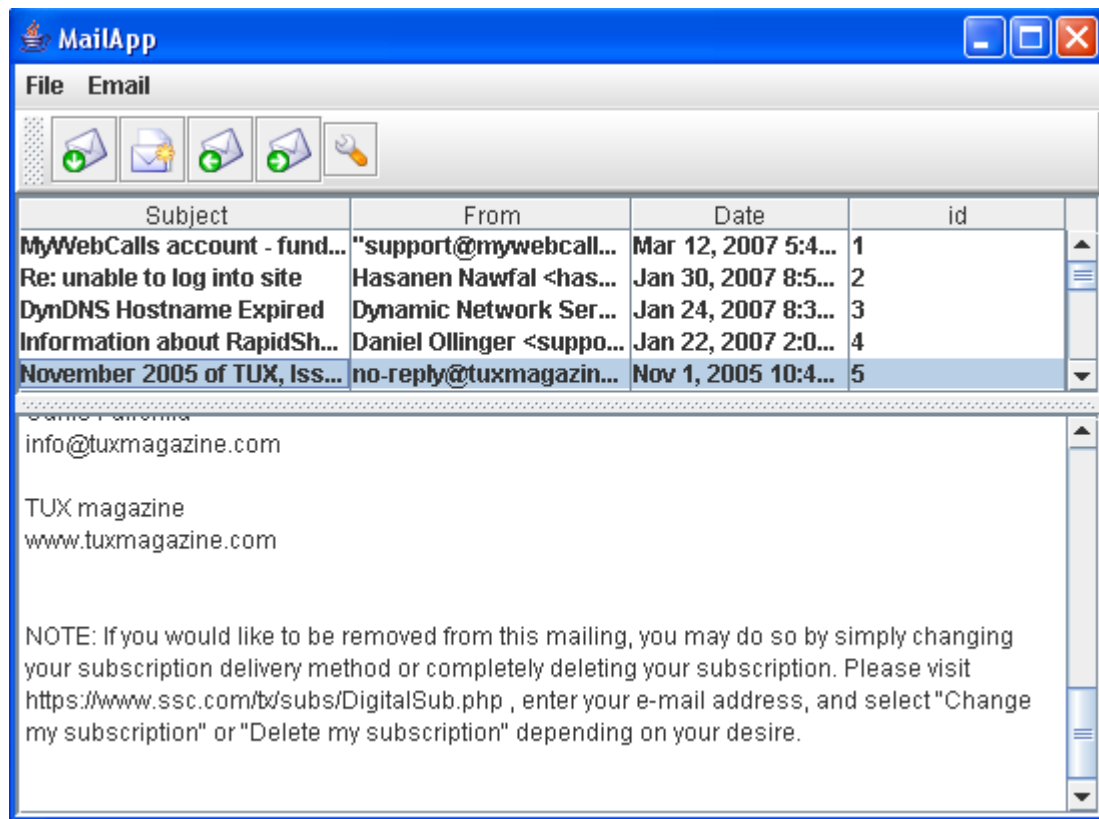 MailApp
File Email
Subject From Date id
MyWebCalls account - fund... "support@mywebcall... Mar 12, 2007 5:4... 1
Re: unable to log into site Hasanen Nawfal <has... Jan 30, 2007 8:5... 2
DynDNS Hostname Expired Dynamic Network Ser... Jan 24, 2007 8:3... 3
Information about RapidSh... Daniel Ollinger <suppo... Jan 22, 2007 2:0... 4
November 2005 of TUX, Iss... no-reply@tuxmagazin... Nov 1, 2005 10:4... 5
info@tuxmagazine.com
TUX magazine
www.tuxmagazine.com
NOTE: If you would like to be removed from this mailing, you may do so by simply changing
your subscription delivery method or completely deleting your subscription. Please visit
https://www.ssc.com/tx/subs/DigitalSub.php , enter your e-mail address, and select "Change
my subscription" or "Delete my subscription" depending on your desire.